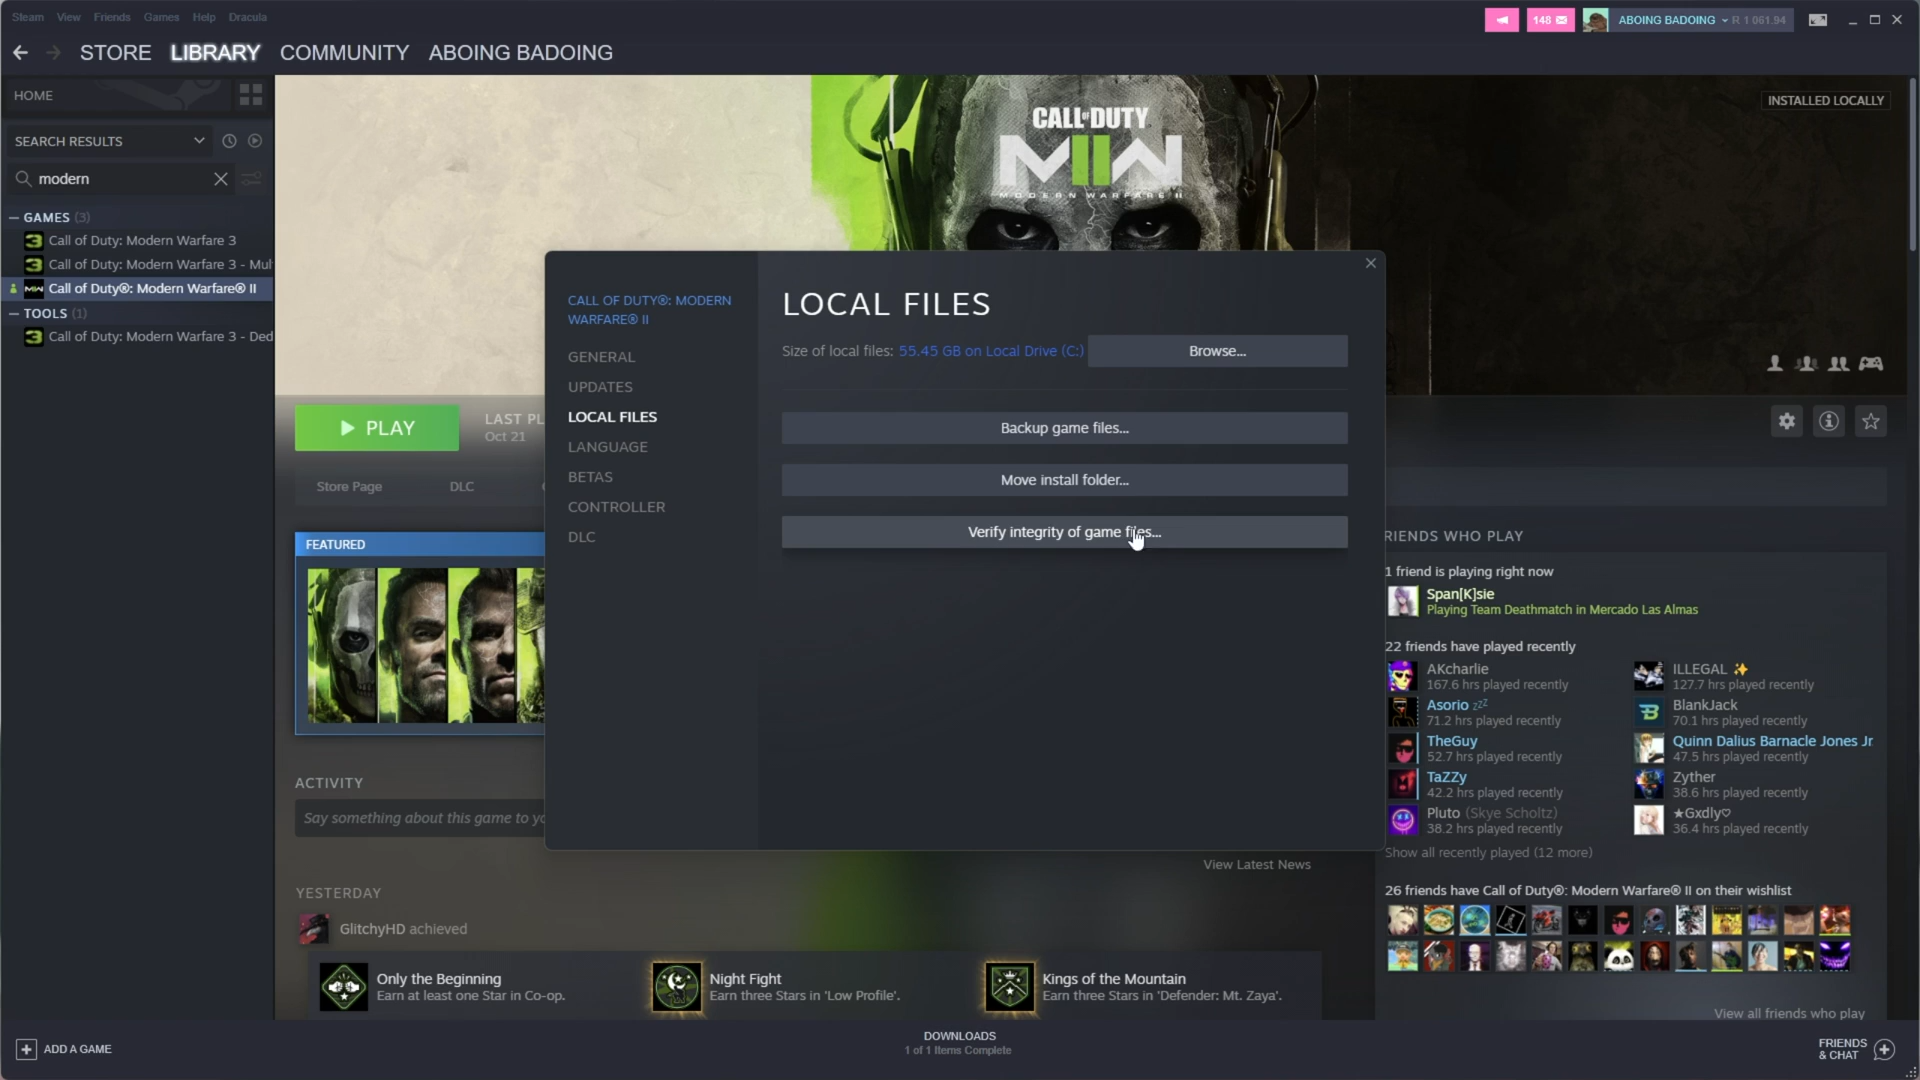 Steam View Friends Games Help Dracula
148 ABOING BADOING R 1 061.94
STORE LIBRARY COMMUNITY ABOING BADOING
HOME
SEARCH RESULTS
modern
GAMES (3)
Call of Duty: Modern Warfare 3
Call of Duty: Modern Warfare 3 - Mul
Call of Duty®: Modern Warfare® II
TOOLS (1)
Call of Duty: Modern Warfare 3 - Ded
INSTALLED LOCALLY
CALL OF DUTY
MWII
MODERN WARFARE II
PLAY
LAST PL
Oct 21
Store Page DLC
FEATURED
ACTIVITY
Say something about this game to yo
CALL OF DUTY®: MODERN
WARFARE® II
GENERAL
UPDATES
LOCAL FILES
LANGUAGE
BETAS
CONTROLLER
DLC
LOCAL FILES
Size of local files: 55.45 GB on Local Drive (C:) Browse...
Backup game files...
Move install folder...
Verify integrity of game files...
View Latest News
YESTERDAY
GlitchyHD achieved
Only the Beginning
Earn at least one Star in Co-op.
Night Fight
Earn three Stars in 'Low Profile'.
Kings of the Mountain
Earn three Stars in 'Defender: Mt. Zaya'.
RIENDS WHO PLAY
1 friend is playing right now
Span[K]sie
Playing Team Deathmatch in Mercado Las Almas
22 friends have played recently
AKcharlie
167.6 hrs played recently
ILLEGAL ✨
127.7 hrs played recently
Asorio zzZ
71.2 hrs played recently
BlankJack
70.1 hrs played recently
TheGuy
52.7 hrs played recently
Quinn Dalius Barnacle Jones Jr
47.5 hrs played recently
TaZZy
42.2 hrs played recently
Zyther
38.6 hrs played recently
Pluto (Skye Scholtz)
38.2 hrs played recently
★Gxdly♡
36.4 hrs played recently
Show all recently played (12 more)
26 friends have Call of Duty®: Modern Warfare® II on their wishlist
View all friends who play
ADD A GAME
DOWNLOADS
1 of 1 Items Complete
FRIENDS
& CHAT